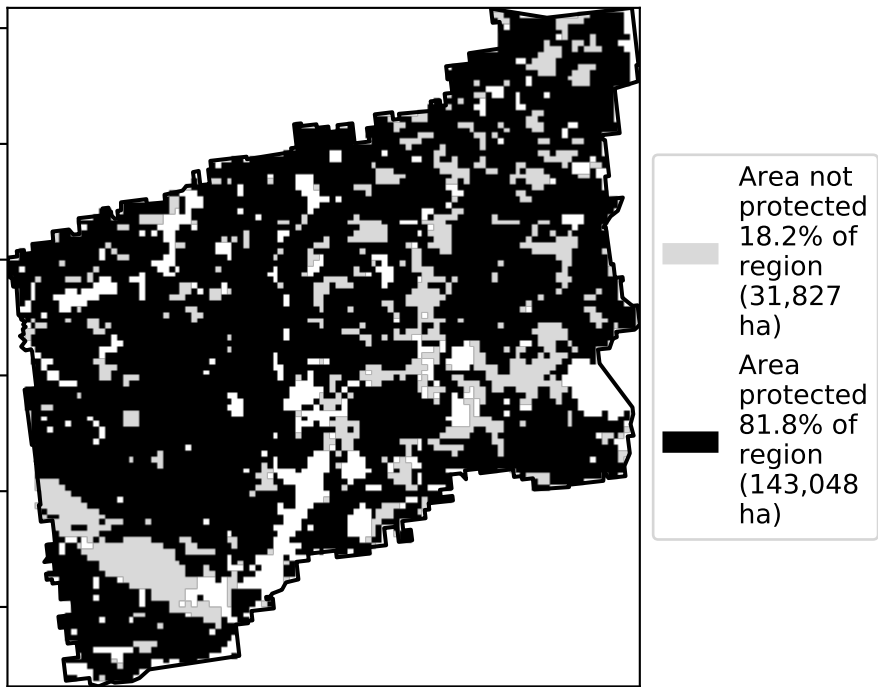 Area not
protected
18.2% of
region
(31,827
ha)
Area
protected
81.8% of
region
(143,048
ha)